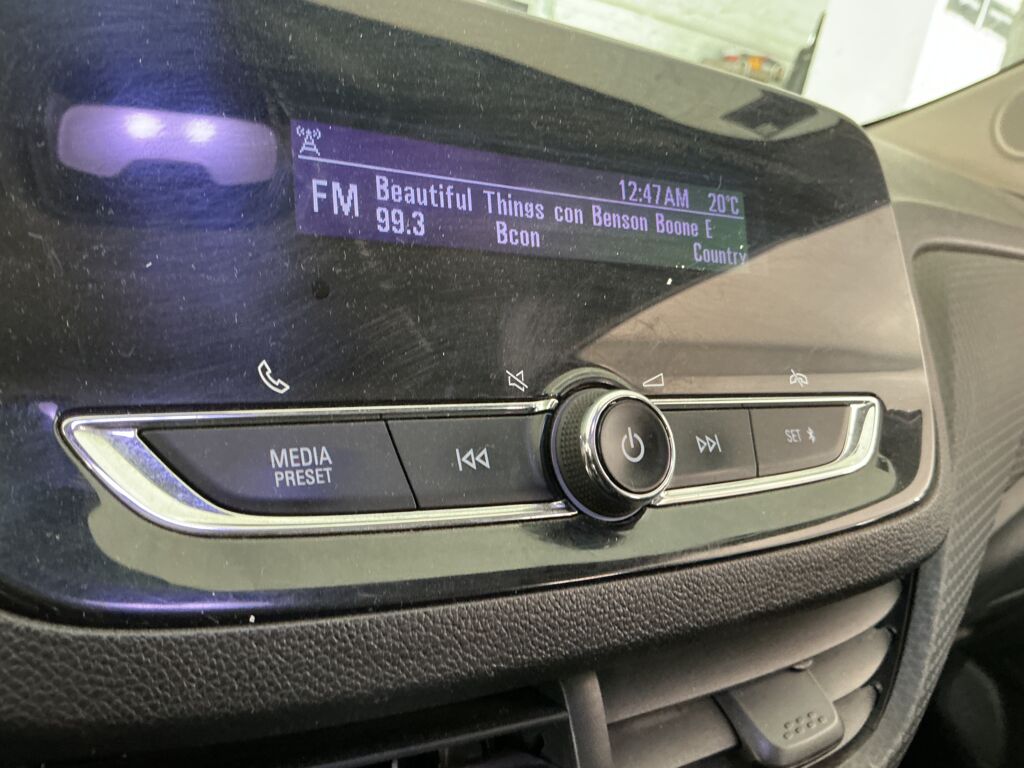 12:47AM 20°C
FM Beautiful Things con Benson Boone E
99.3 Bcon
Country
MEDIA
PRESET
SET